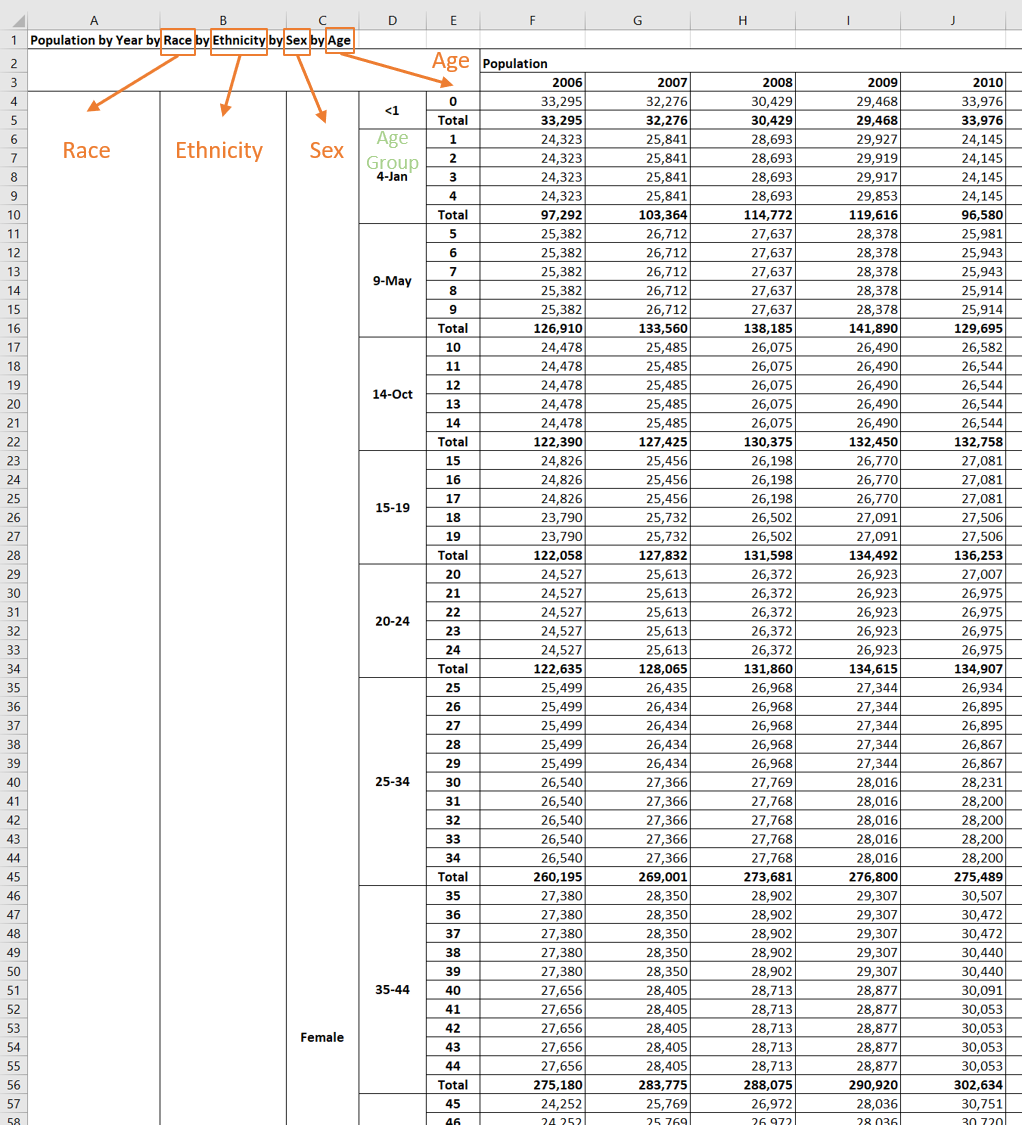 A B C D E F G H I J
1 Population by Year by Race by Ethnicity by Sex by Age
2 Age Population
3 2006 2007 2008 2009 2010
4 <1 0 33,295 32,276 30,429 29,468 33,976
5 Total 33,295 32,276 30,429 29,468 33,976
6 Age 1 24,323 25,841 28,693 29,927 24,145
Race Ethnicity Sex
7 Group 2 24,323 25,841 28,693 29,919 24,145
8 4-Jan 3 24,323 25,841 28,693 29,917 24,145
9 4 24,323 25,841 28,693 29,853 24,145
10 Total 97,292 103,364 114,772 119,616 96,580
11 5 25,382 26,712 27,637 28,378 25,981
12 6 25,382 26,712 27,637 28,378 25,943
13 9-May 7 25,382 26,712 27,637 28,378 25,943
14 8 25,382 26,712 27,637 28,378 25,914
15 9 25,382 26,712 27,637 28,378 25,914
16 Total 126,910 133,560 138,185 141,890 129,695
17 10 24,478 25,485 26,075 26,490 26,582
18 11 24,478 25,485 26,075 26,490 26,544
19 14-Oct 12 24,478 25,485 26,075 26,490 26,544
20 13 24,478 25,485 26,075 26,490 26,544
21 14 24,478 25,485 26,075 26,490 26,544
22 Total 122,390 127,425 130,375 132,450 132,758
23 15 24,826 25,456 26,198 26,770 27,081
24 16 24,826 25,456 26,198 26,770 27,081
25 15-19 17 24,826 25,456 26,198 26,770 27,081
26 18 23,790 25,732 26,502 27,091 27,506
27 19 23,790 25,732 26,502 27,091 27,506
28 Total 122,058 127,832 131,598 134,492 136,253
29 20 24,527 25,613 26,372 26,923 27,007
30 21 24,527 25,613 26,372 26,923 26,975
31 20-24 22 24,527 25,613 26,372 26,923 26,975
32 23 24,527 25,613 26,372 26,923 26,975
33 24 24,527 25,613 26,372 26,923 26,975
34 Total 122,635 128,065 131,860 134,615 134,907
35 25 25,499 26,435 26,968 27,344 26,934
36 26 25,499 26,434 26,968 27,344 26,895
37 27 25,499 26,434 26,968 27,344 26,895
38 28 25,499 26,434 26,968 27,344 26,867
39 29 25,499 26,434 26,968 27,344 26,867
40 25-34 30 26,540 27,366 27,769 28,016 28,231
41 31 26,540 27,366 27,768 28,016 28,200
42 32 26,540 27,366 27,768 28,016 28,200
43 33 26,540 27,366 27,768 28,016 28,200
44 34 26,540 27,366 27,768 28,016 28,200
45 Total 260,195 269,001 273,681 276,800 275,489
46 35 27,380 28,350 28,902 29,307 30,507
47 36 27,380 28,350 28,902 29,307 30,472
48 37 27,380 28,350 28,902 29,307 30,472
49 38 27,380 28,350 28,902 29,307 30,440
50 39 27,380 28,350 28,902 29,307 30,440
51 35-44 40 27,656 28,405 28,713 28,877 30,091
52 41 27,656 28,405 28,713 28,877 30,053
53 42 27,656 28,405 28,713 28,877 30,053
Female
54 43 27,656 28,405 28,713 28,877 30,053
55 44 27,656 28,405 28,713 28,877 30,053
56 Total 275,180 283,775 288,075 290,920 302,634
57 45 24,252 25,769 26,972 28,036 30,751
58 46 24,252 25,769 26,972 28,036 30,720